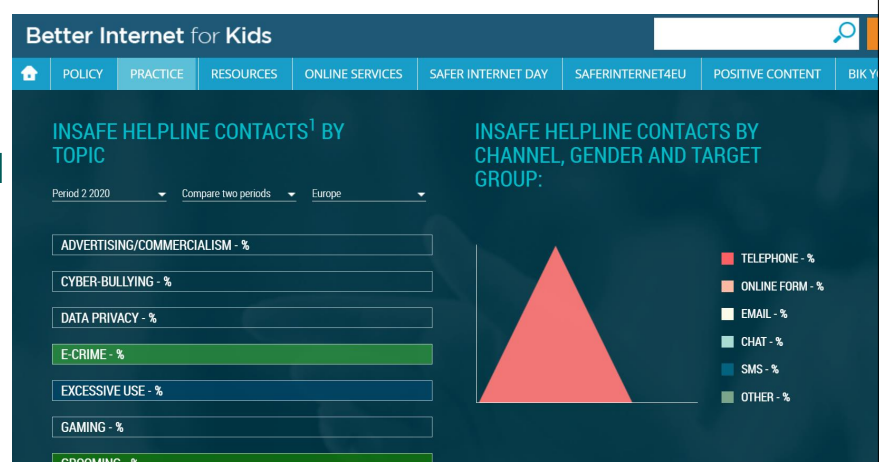 Better Internet for Kids
POLICY PRACTICE RESOURCES ONLINE SERVICES SAFER INTERNET DAY SAFERINTERNET4EU POSITIVE CONTENT BIK Y
INSAFE HELPLINE CONTACTS¹ BY
TOPIC
Period 2 2020 Compare two periods Europe
ADVERTISING/COMMERCIALISM - %
CYBER-BULLYING - %
DATA PRIVACY - %
E-CRIME - %
EXCESSIVE USE - %
GAMING - %
GROOMING - %
INSAFE HELPLINE CONTACTS BY
CHANNEL, GENDER AND TARGET
GROUP:
TELEPHONE - %
ONLINE FORM - %
EMAIL - %
CHAT - %
SMS - %
OTHER - %